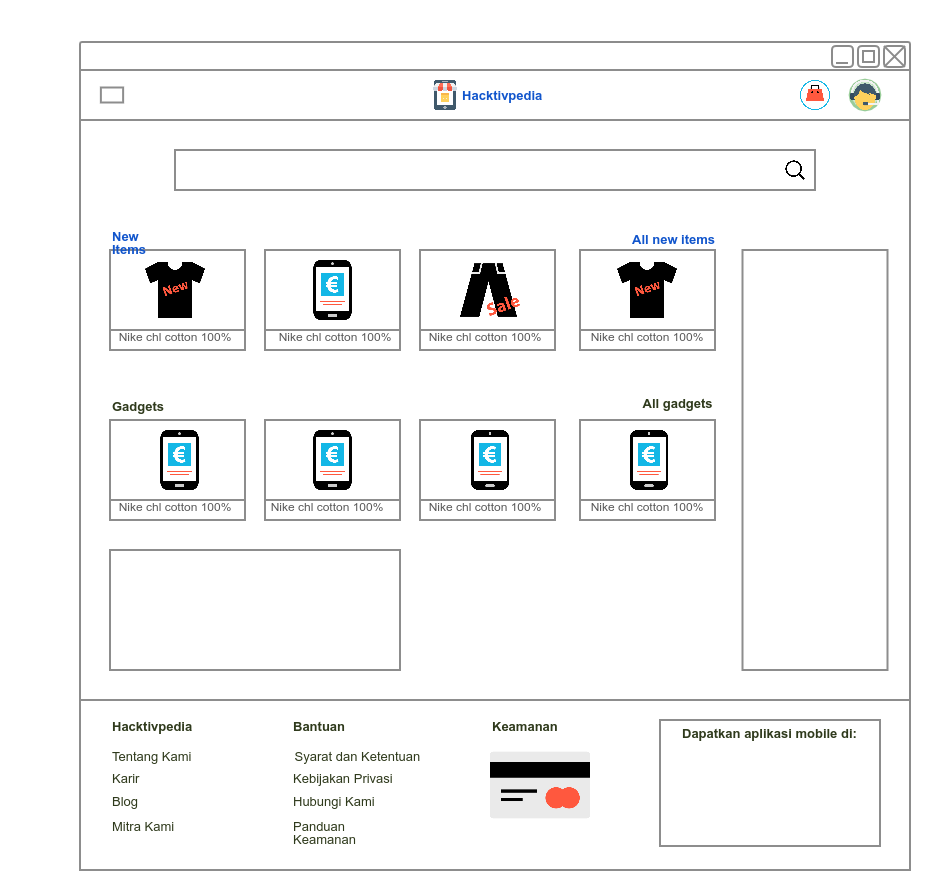 Hacktivpedia
New
Items
All new items
New
€
Sale
New
Nike chl cotton 100%
Nike chl cotton 100%
Nike chl cotton 100%
Nike chl cotton 100%
Gadgets
All gadgets
€
€
€
€
Nike chl cotton 100%
Nike chl cotton 100%
Nike chl cotton 100%
Nike chl cotton 100%
Hacktivpedia
Tentang Kami
Karir
Blog
Mitra Kami
Bantuan
Syarat dan Ketentuan
Kebijakan Privasi
Hubungi Kami
Panduan
Keamanan
Keamanan
Dapatkan aplikasi mobile di: